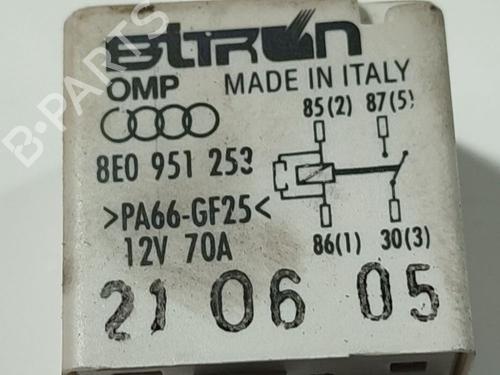 BITRON
OMP MADE IN ITALY
85(2) 87(5)
8E0 951 253
>PA66-GF25<
12V 70A
86(1) 30(3)
21 06 05
B-PARTS